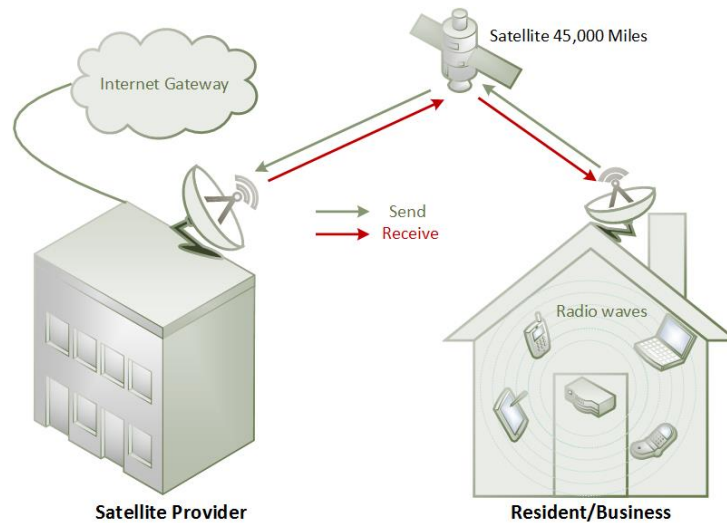 Satellite 45,000 Miles
Internet Gateway
Send
Receive
Radio waves
Satellite Provider
Resident/Business